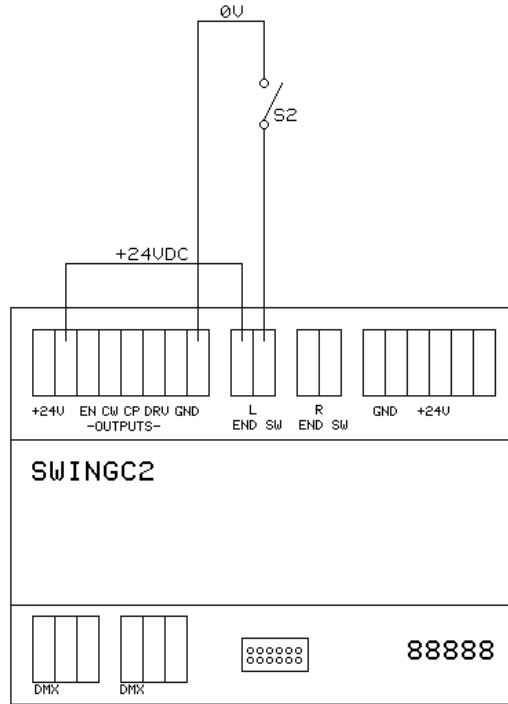 0V
S2
+24VDC
+24V EN CW CP DRV GND L R GND +24V
-OUTPUTS- END SW END SW
SWINGC2
88888
DMX DMX